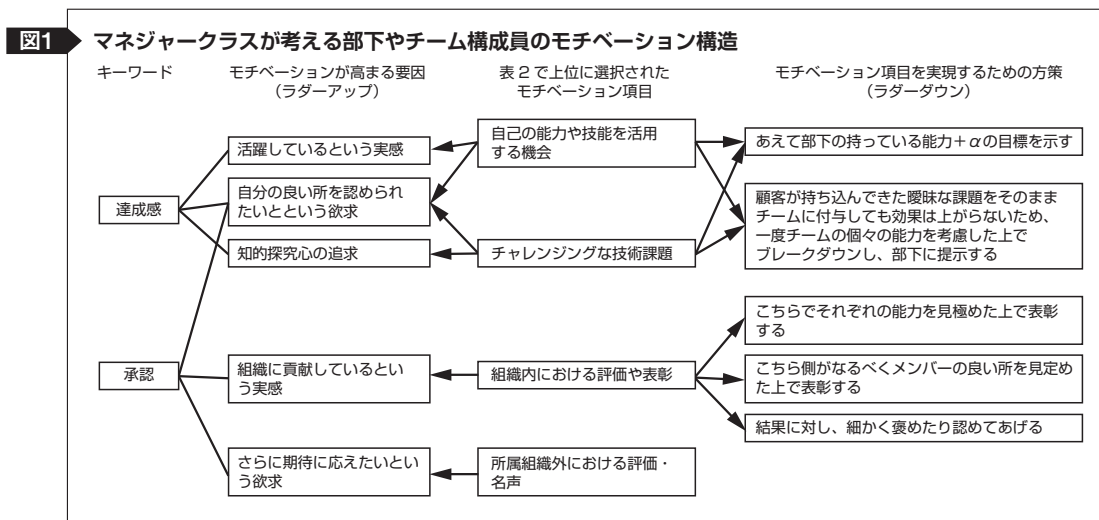 図1
マネジャークラスが考える部下やチーム構成員のモチベーション構造
キーワード
モチベーションが高まる要因
（ラダーアップ）
表2で上位に選択された
モチベーション項目
モチベーション項目を実現するための方策
（ラダーダウン）
達成感
承認
活躍しているという実感
自分の良い所を認められ
たいとという欲求
知的探究心の追求
組織に貢献しているとい
う実感
さらに期待に応えたいとい
う欲求
自己の能力や技能を活用
する機会
チャレンジングな技術課題
組織内における評価や表彰
所属組織外における評価・
名声
あえて部下の持っている能力＋αの目標を示す
顧客が持ち込んできた曖昧な課題をそのまま
チームに付与しても効果は上がらないため、
一度チームの個々の能力を考慮した上で
ブレークダウンし、部下に提示する
こちらでそれぞれの能力を見極めた上で表彰
する
こちら側がなるべくメンバーの良い所を見定め
た上で表彰する
結果に対し、細かく褒めたり認めてあげる